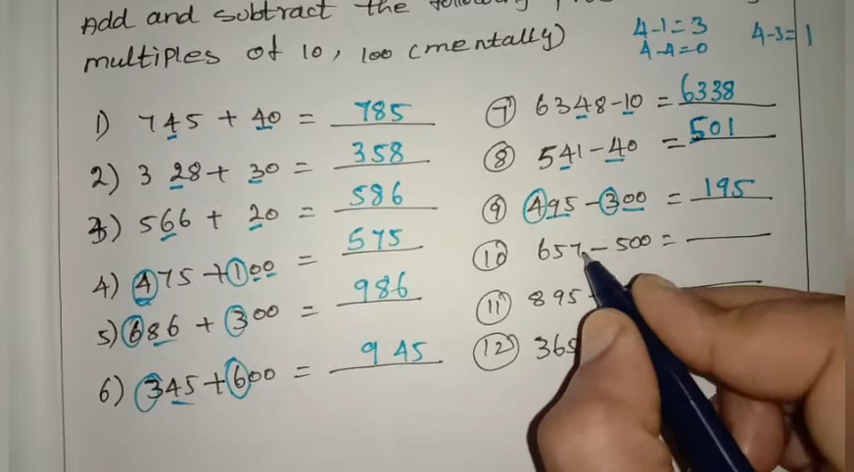 Add and subtract the
multiples of 10, 100 (mentally)
4-1=3
4-4=0
4-3=1
1) 745 + 40 = 785
2) 328 + 30 = 358
3) 566 + 20 = 586
4) 475 + 100 = 575
5) 686 + 300 = 986
6) 345 + 600 = 945
7) 6348 - 10 = 6338
8) 541 - 40 = 501
9) 495 - 300 = 195
10) 657 - 500 =
11) 895
12) 365